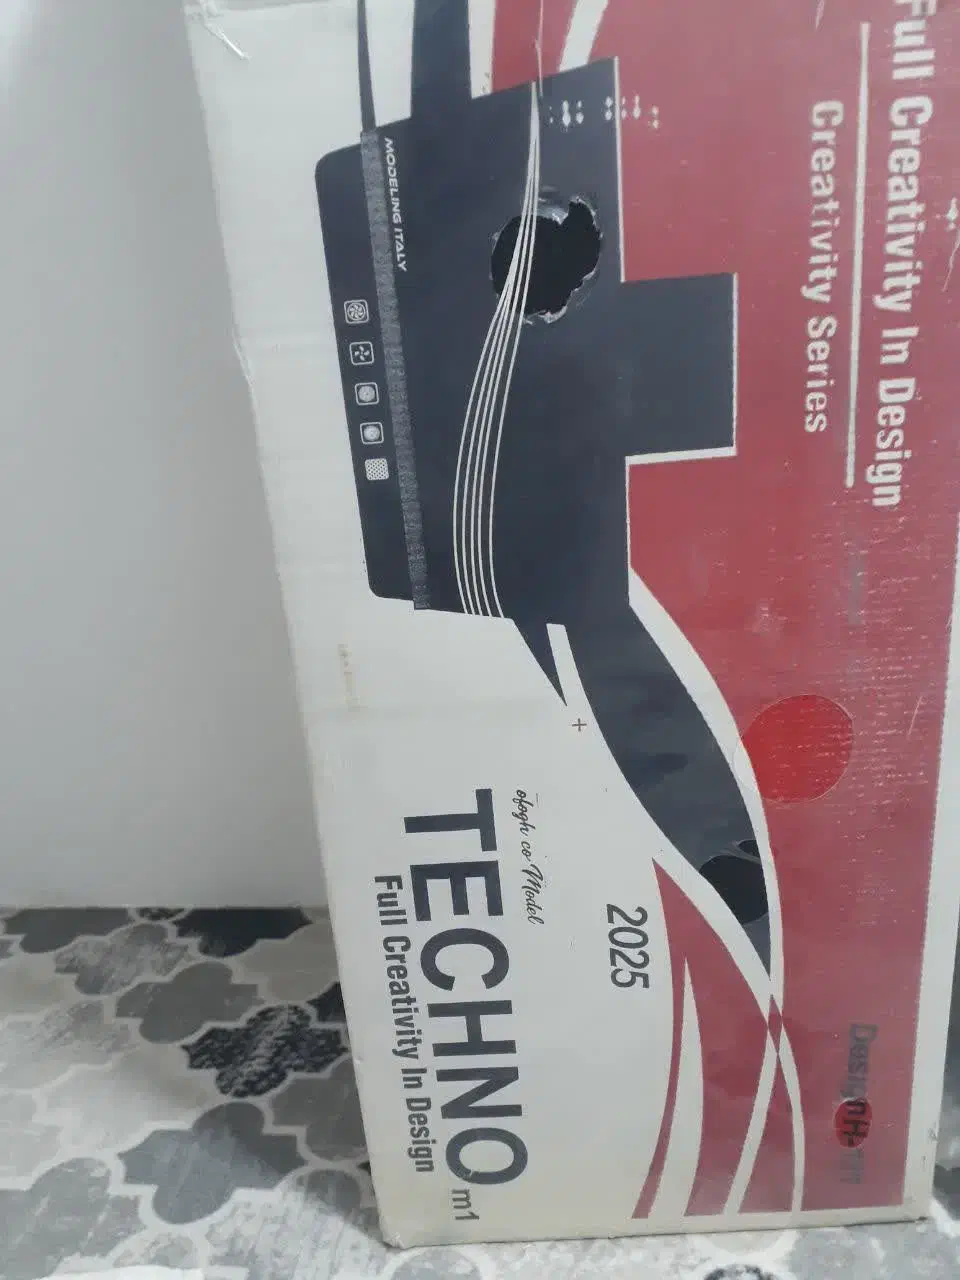 Full Creativity In Design
Creativity Series
MODELING ITALY
2025
ofogh co Model
TECHNO m1
Full Creativity In Design